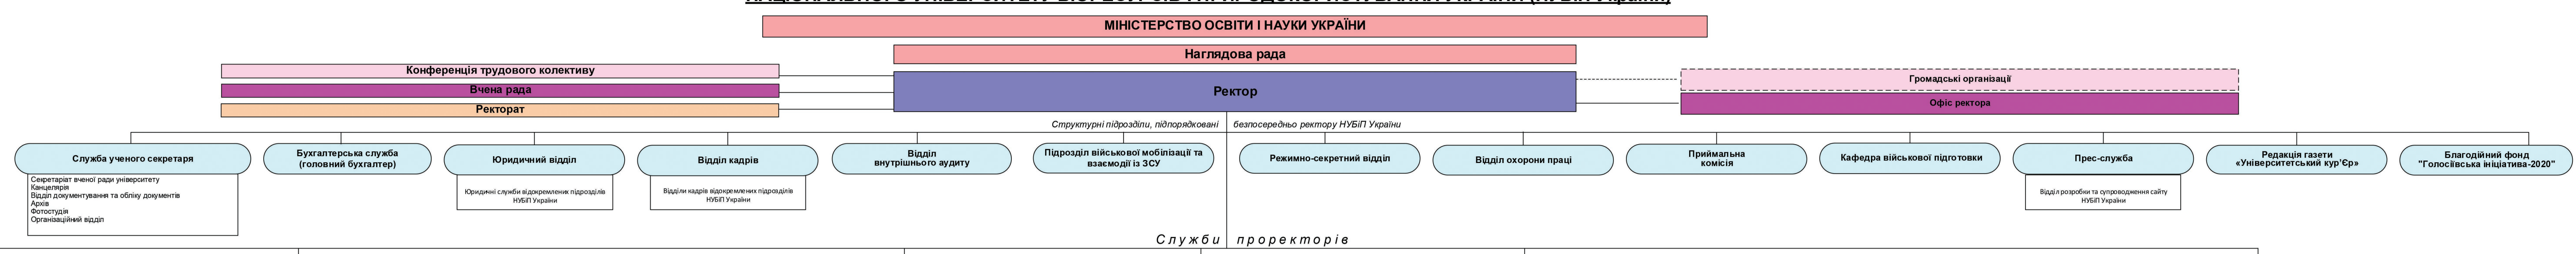 МІНІСТЕРСТВО ОСВІТИ І НАУКИ УКРАЇНИ
Наглядова рада
Конференція трудового колективу
Вчена рада
Ректорат
Ректор
Громадські організації
Офіс ректора
Структурні підрозділи, підпорядковані безпосередньо ректору НУБіП України
Служба ученого секретаря
Секретаріат вченої ради університету
Канцелярія
Відділ документування та обліку документів
Архів
Фотостудія
Організаційний відділ
Бухгалтерська служба
(головний бухгалтер)
Юридичний відділ
Юридичні служби відокремлених підрозділів
НУБіП України
Відділ кадрів
Відділи кадрів відокремлених підрозділів
НУБіП України
Відділ
внутрішнього аудиту
Підрозділ військової мобілізації та
взаємодії із ЗСУ
Режимно-секретний відділ
Відділ охорони праці
Приймальна
комісія
Кафедра військової підготовки
Прес-служба
Відділ розробки та супроводження сайту
НУБіП України
Редакція газети
«Університетський кур'Єр»
Благодійний фонд
"Голосіївська ініціатива-2020"
Служби проректорів